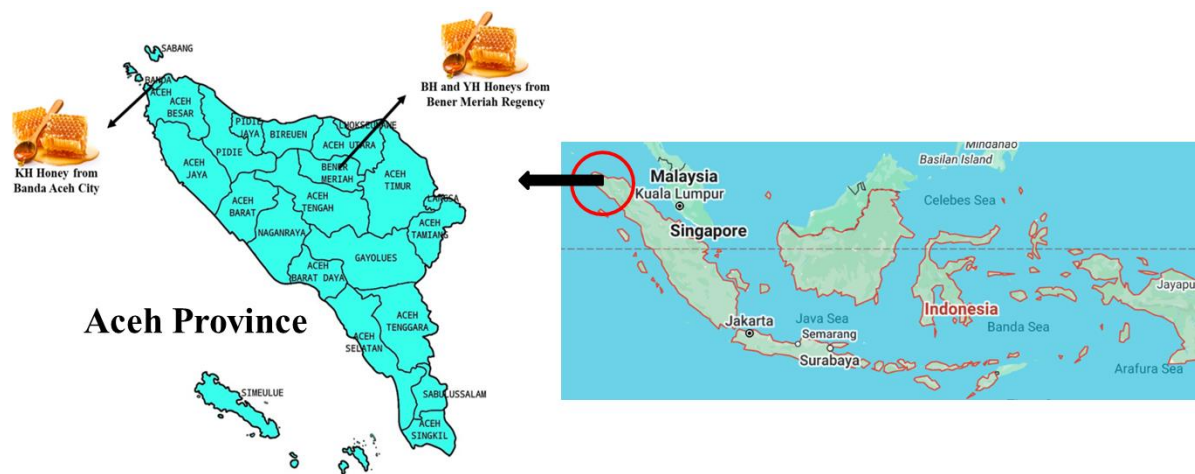 SABANG
BANDA
ACEH
ACEH
BESAR
PIDIE
JAYA
BIREUEN
LHOKSEUMAWE
ACEH UTARA
PIDIE
ACEH
JAYA
BENER
MERIAH
ACEH
TIMUR
ACEH
BARAT
ACEH
TENGAH
LANGSA
ACEH
TAMIANG
NAGANRAYA
GAYOLUES
ACEH
BARAT DAYA
ACEH
TENGGARA
ACEH
SELATAN
SIMEULUE
SABULUSSALAM
ACEH
SINGKIL
KH Honey from
Banda Aceh City
BH and YH Honeys from
Bener Meriah Regency
Aceh Province
Mindanao
Basilan Island
Malaysia
Kuala Lumpur
Celebes Sea
Singapore
Jayapu
Indonesia
Jakarta
Java Sea
Semarang
Surabaya
Banda Sea
Arafura Sea